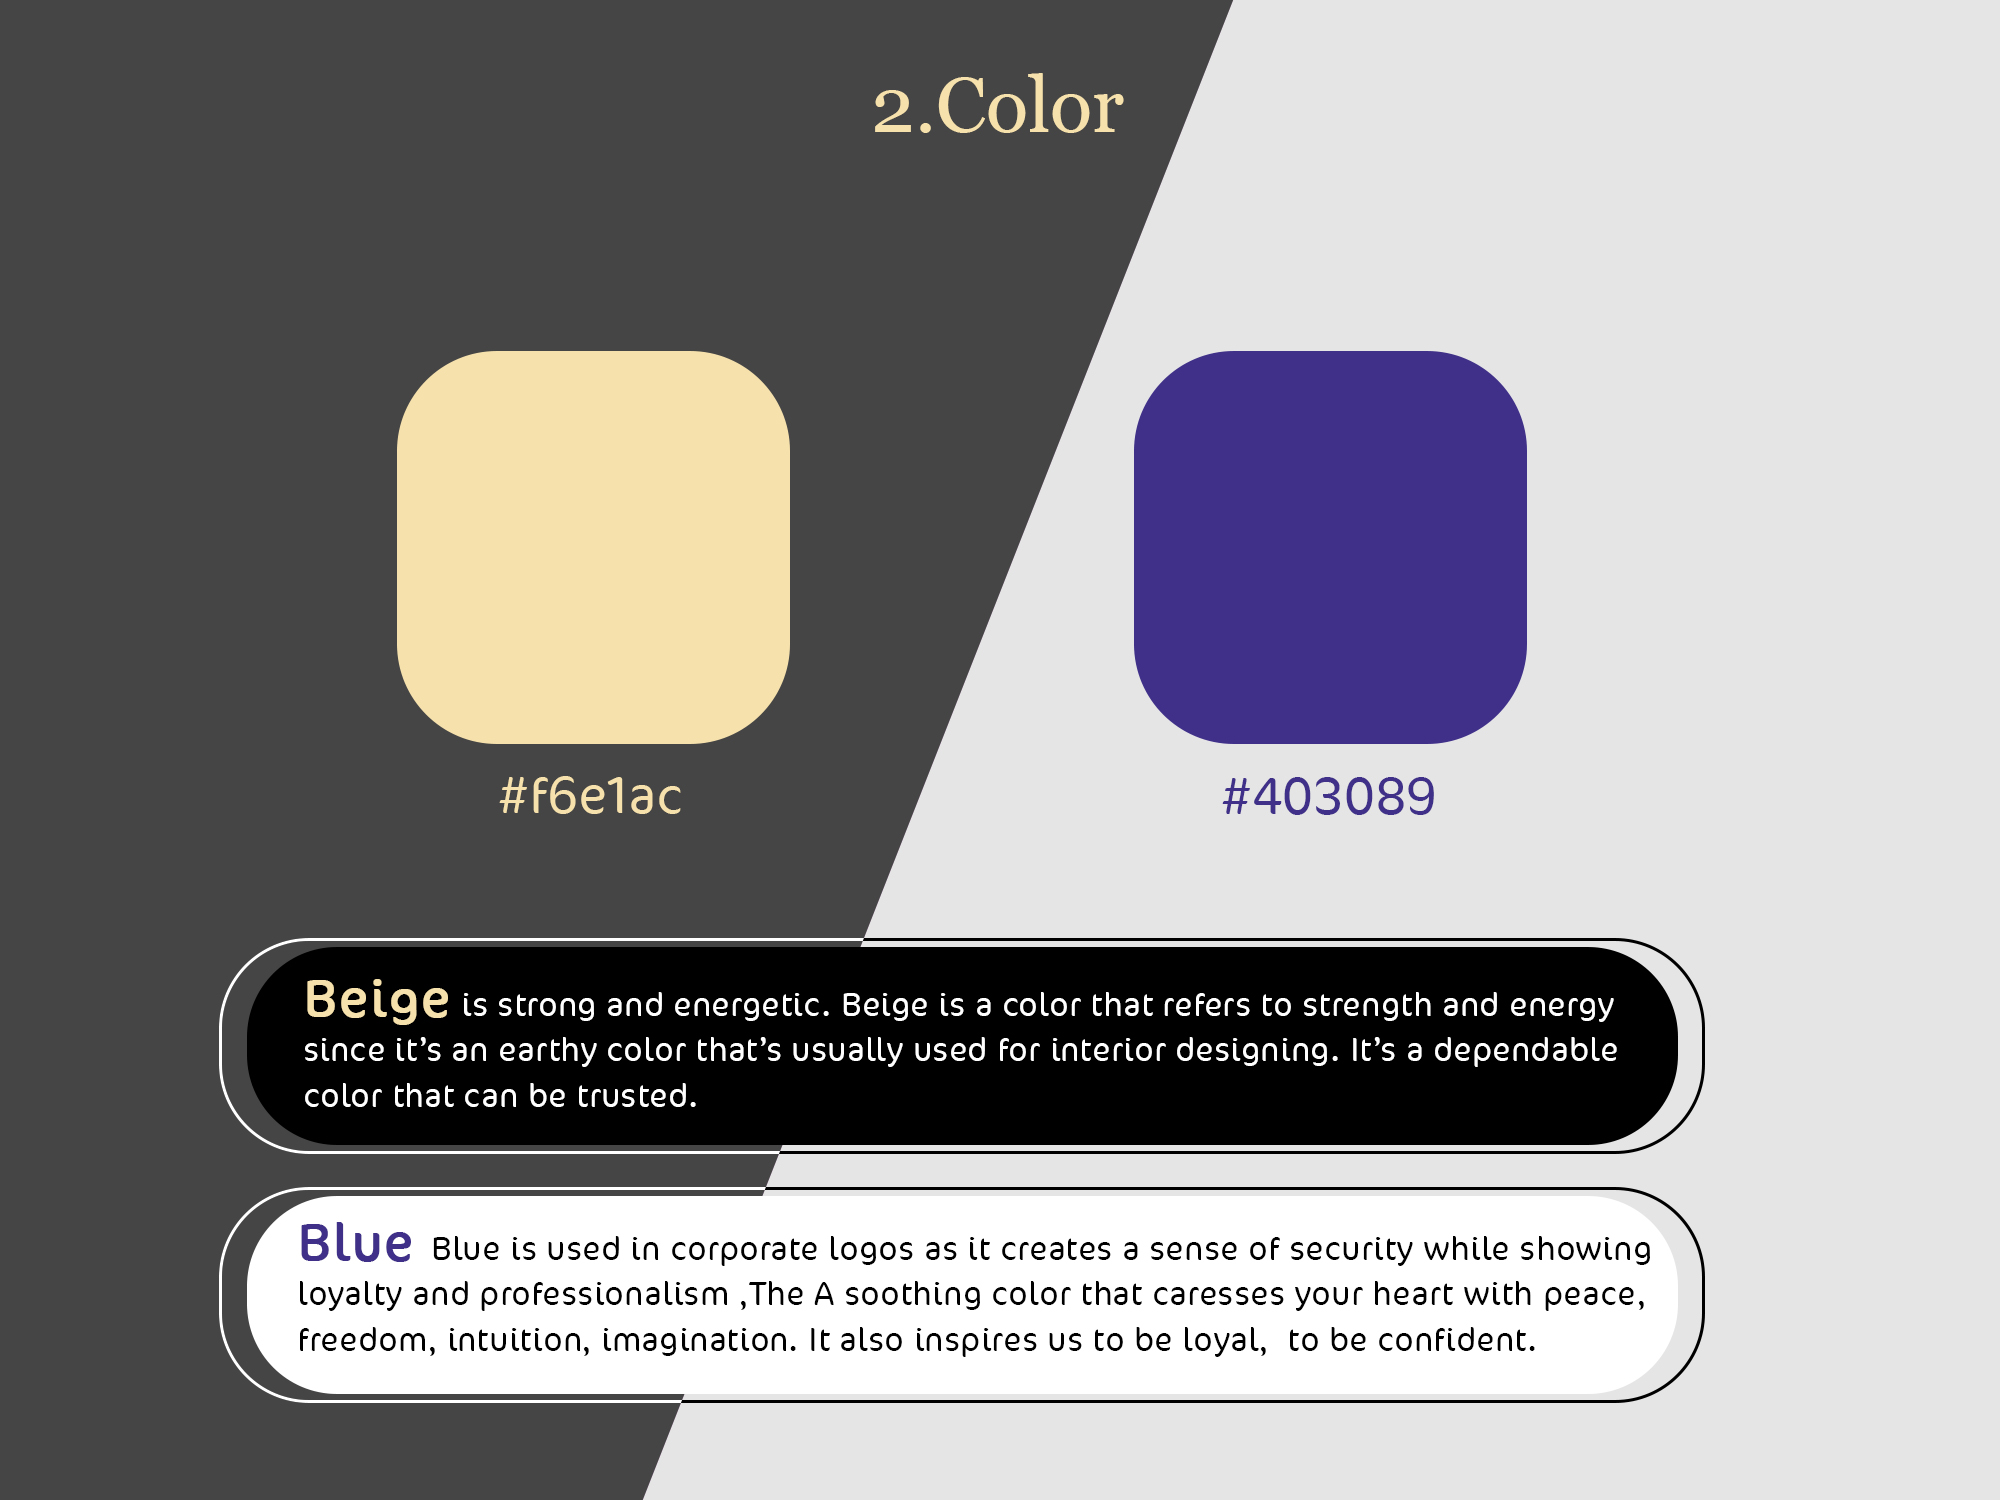 2.Color
#f6e1ac
#403089
Beige is strong and energetic. Beige is a color that refers to strength and energy
since it’s an earthy color that’s usually used for interior designing. It’s a dependable
color that can be trusted.
Blue Blue is used in corporate logos as it creates a sense of security while showing
loyalty and professionalism ,The A soothing color that caresses your heart with peace,
freedom, intuition, imagination. It also inspires us to be loyal,  to be confident.